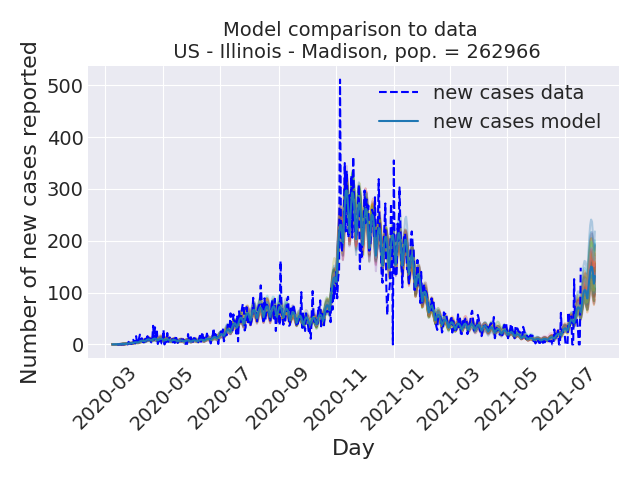 Model comparison to data
US - Illinois - Madison, pop. = 262966
Number of new cases reported
500
400
300
200
100
0
new cases data
new cases model
2020-03
2020-05
2020-07
2020-09
2020-11
2021-01
2021-03
2021-05
2021-07
Day